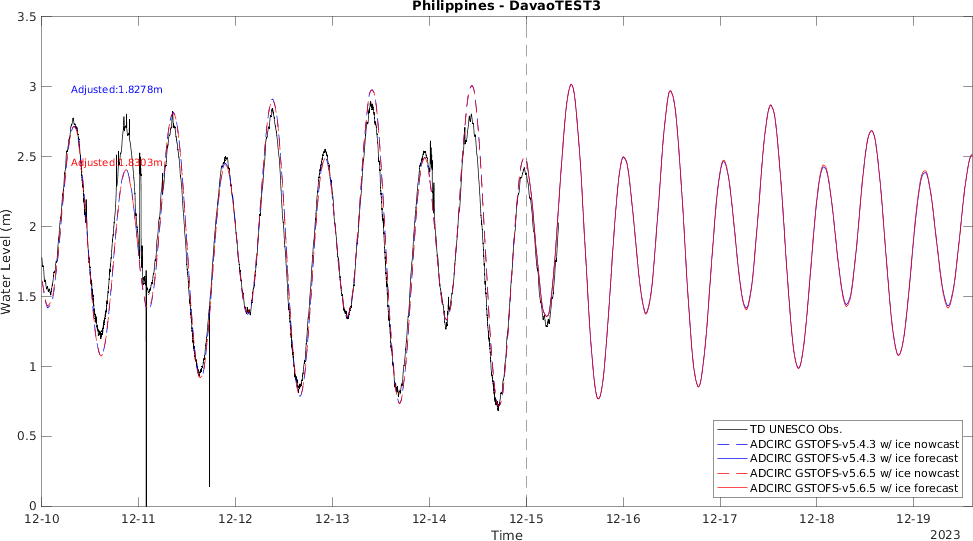 Philippines - DavaoTEST3
3.5
3
2.5
2
1.5
1
0.5
0
Water Level (m)
Adjusted:1.8278m
Adjusted:1.8303m
TD UNESCO Obs.
ADCIRC GSTOFS-v5.4.3 w/ ice nowcast
ADCIRC GSTOFS-v5.4.3 w/ ice forecast
ADCIRC GSTOFS-v5.6.5 w/ ice nowcast
ADCIRC GSTOFS-v5.6.5 w/ ice forecast
12-10 12-11 12-12 12-13 12-14 12-15 12-16 12-17 12-18 12-19
Time
2023